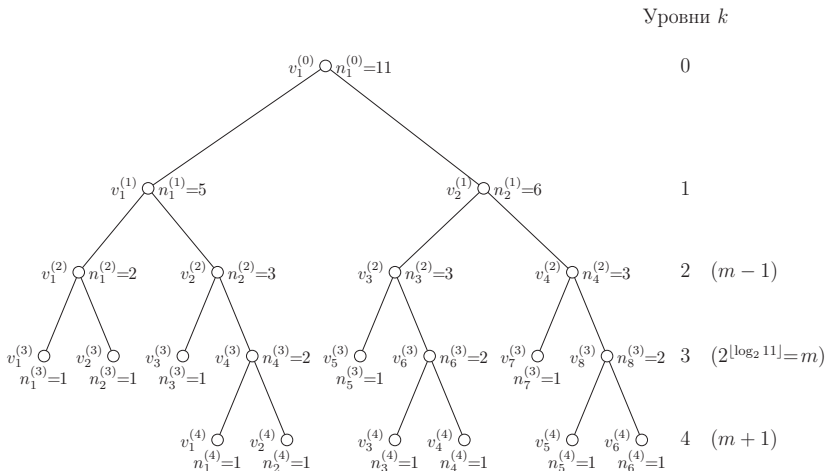 Уровни k
v_1^{(0)} n_1^{(0)}=11 0
v_1^{(1)} n_1^{(1)}=5 v_2^{(1)} n_2^{(1)}=6 1
v_1^{(2)} n_1^{(2)}=2 v_2^{(2)} n_2^{(2)}=3 v_3^{(2)} n_3^{(2)}=3 v_4^{(2)} n_4^{(2)}=3 2 (m−1)
v_1^{(3)} v_2^{(3)} v_3^{(3)} v_4^{(3)} n_4^{(3)}=2 v_5^{(3)} v_6^{(3)} n_6^{(3)}=2 v_7^{(3)} v_8^{(3)} n_8^{(3)}=2 3 (2^{⌊log_2 11⌋}=m)
n_1^{(3)}=1 n_2^{(3)}=1 n_3^{(3)}=1 n_5^{(3)}=1 n_7^{(3)}=1
v_1^{(4)} v_2^{(4)} v_3^{(4)} v_4^{(4)} v_5^{(4)} v_6^{(4)} 4 (m+1)
n_1^{(4)}=1 n_2^{(4)}=1 n_3^{(4)}=1 n_4^{(4)}=1 n_5^{(4)}=1 n_6^{(4)}=1